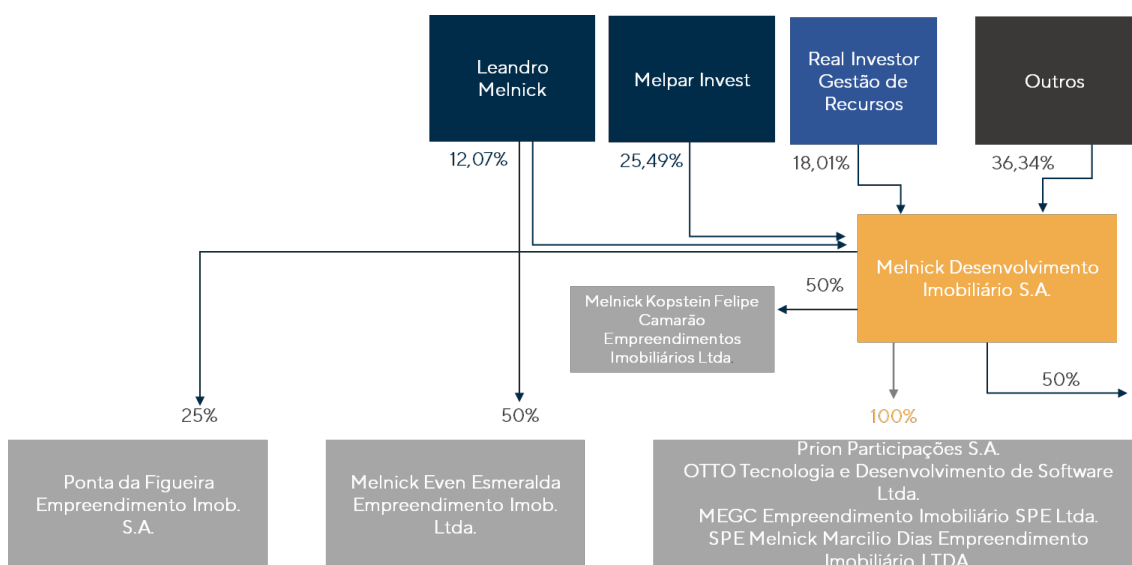 Leandro
Melnick
Melpar Invest
Real Investor
Gestão de
Recursos
Outros
12,07%
25,49%
18,01%
36,34%
Melnick Desenvolvimento
Imobiliário S.A.
50%
Melnick Kopstein Felipe
Camarão
Empreendimentos
Imobiliários Ltda.
50%
25%
50%
100%
Ponta da Figueira
Empreendimento Imob.
S.A.
Melnick Even Esmeralda
Empreendimento Imob.
Ltda.
Prion Participações S.A.
OTTO Tecnologia e Desenvolvimento de Software
Ltda.
MEGC Empreendimento Imobiliário SPE Ltda.
SPE Melnick Marcilio Dias Empreendimento
Imobiliário LTDA